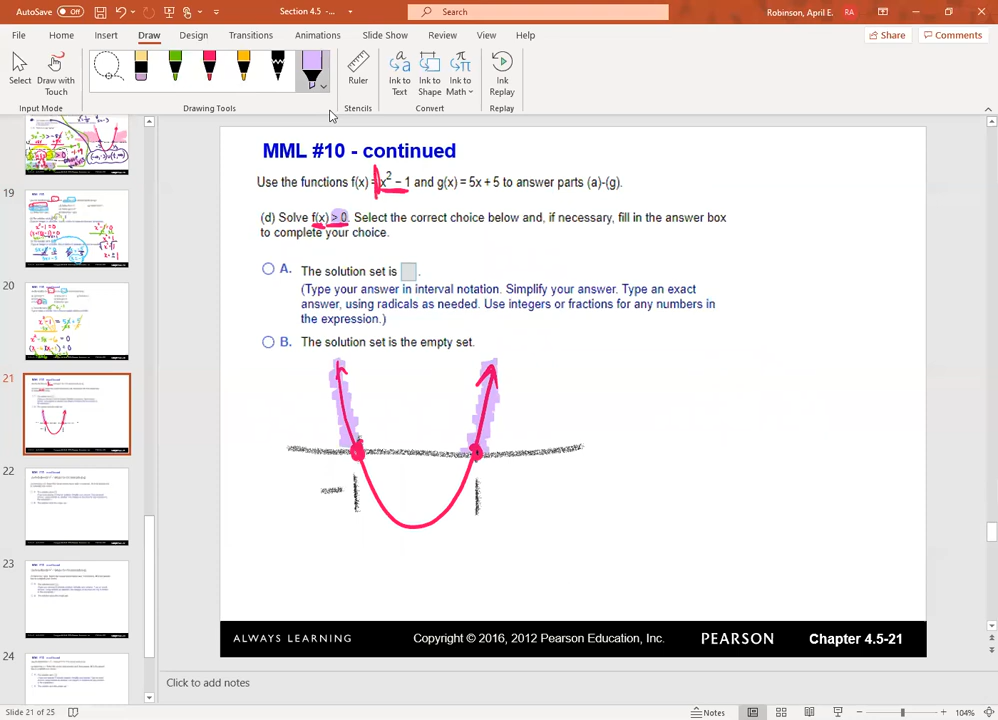 AutoSave Off
Section 4.5 -...
Search
Robinson, April E. RA
File Home Insert Draw Design Transitions Animations Slide Show Review View Help
Share Comments
Select
Draw with Touch
Ruler
Ink to Text
Ink to Shape
Ink to Math
Ink Replay
Input Mode Drawing Tools Stencils Convert Replay
19
20
21
22
23
24
MML #10 - continued
Use the functions f(x) = x² − 1 and g(x) = 5x + 5 to answer parts (a)-(g).
(d) Solve f(x) > 0. Select the correct choice below and, if necessary, fill in the answer box
to complete your choice.
A. The solution set is .
(Type your answer in interval notation. Simplify your answer. Type an exact
answer, using radicals as needed. Use integers or fractions for any numbers in
the expression.)
B. The solution set is the empty set.
-1 1
ALWAYS LEARNING Copyright © 2016, 2012 Pearson Education, Inc. PEARSON Chapter 4.5-21
Click to add notes
Slide 21 of 25 Notes 104%